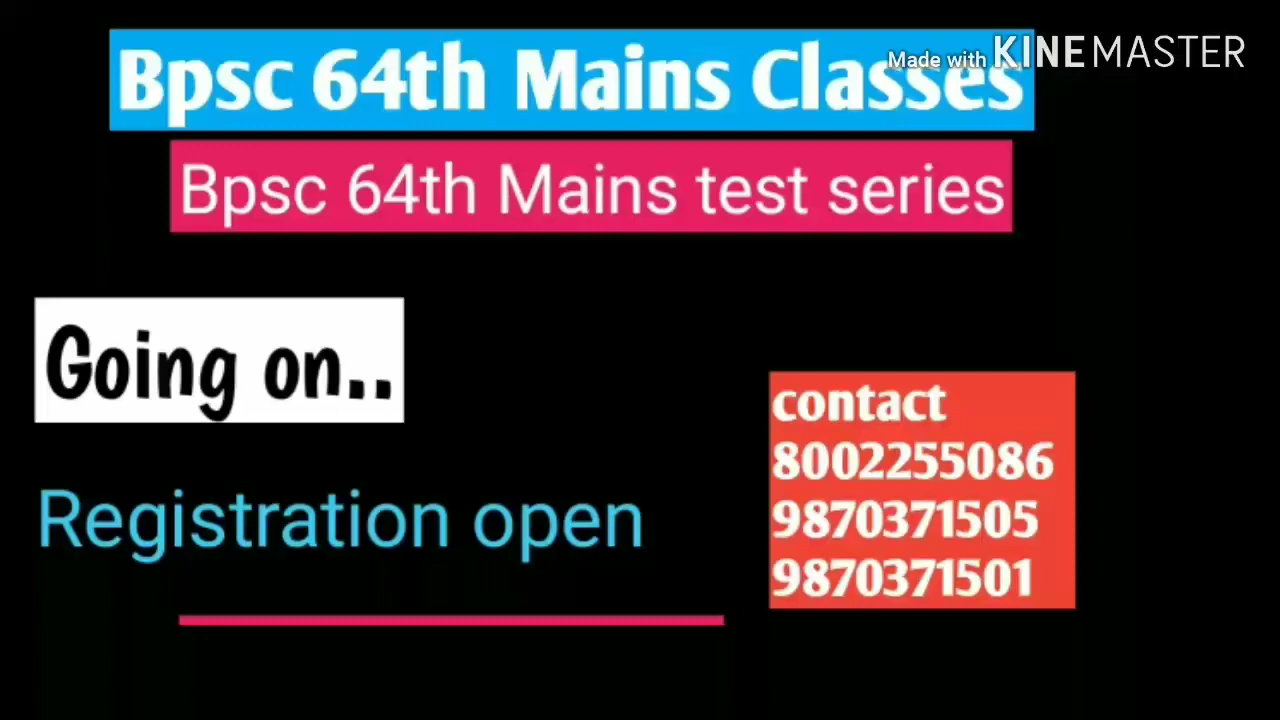 Bpsc 64th Mains Classes
Made with KINEMASTER
Bpsc 64th Mains test series
Going on..
Registration open
contact
8002255086
9870371505
9870371501